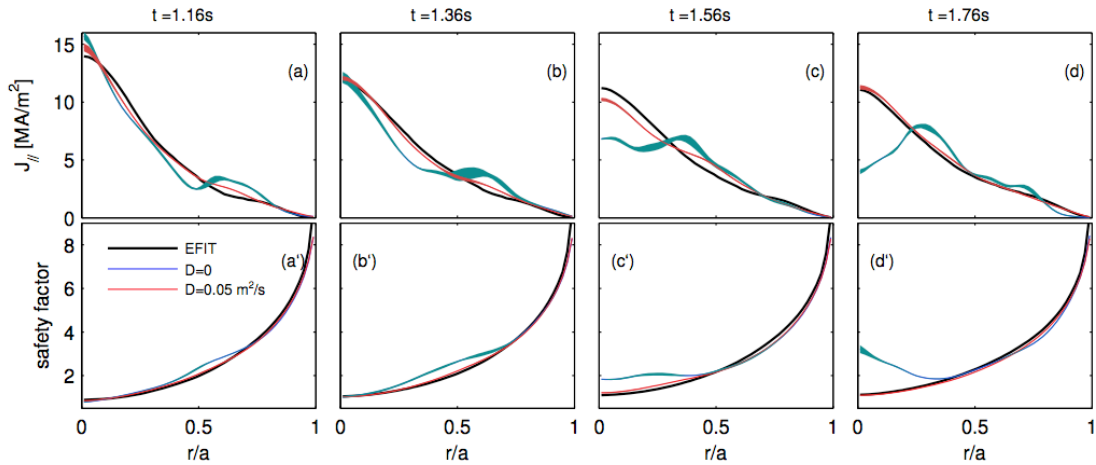 t =1.16s
t =1.36s
t =1.56s
t =1.76s
J// [MA/m²]
15
10
5
0
(a)
(b)
(c)
(d)
safety factor
8
6
4
2
EFIT
D=0
D=0.05 m²/s
(a')
(b')
(c')
(d')
0 0.5 1
0 0.5 1
0 0.5 1
0 0.5 1
r/a
r/a
r/a
r/a